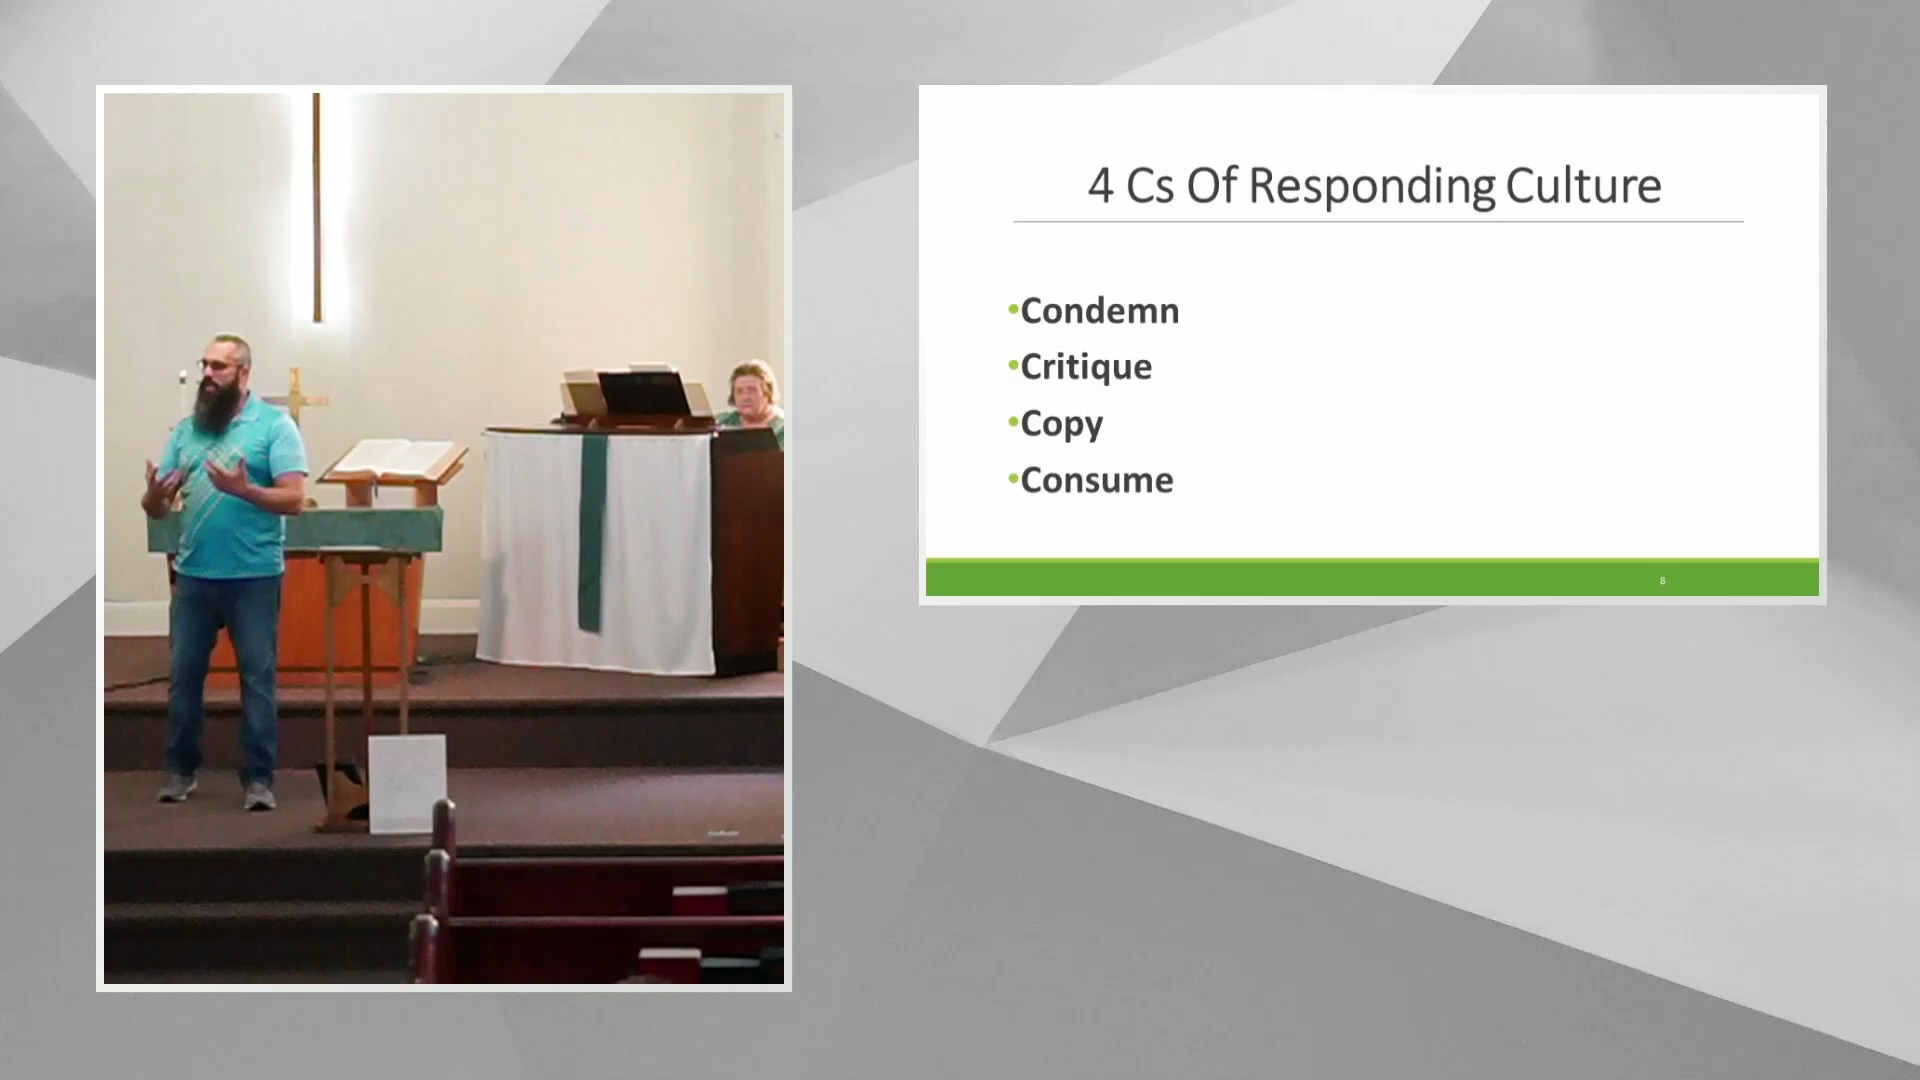 4 Cs Of Responding Culture
•Condemn
•Critique
•Copy
•Consume
8